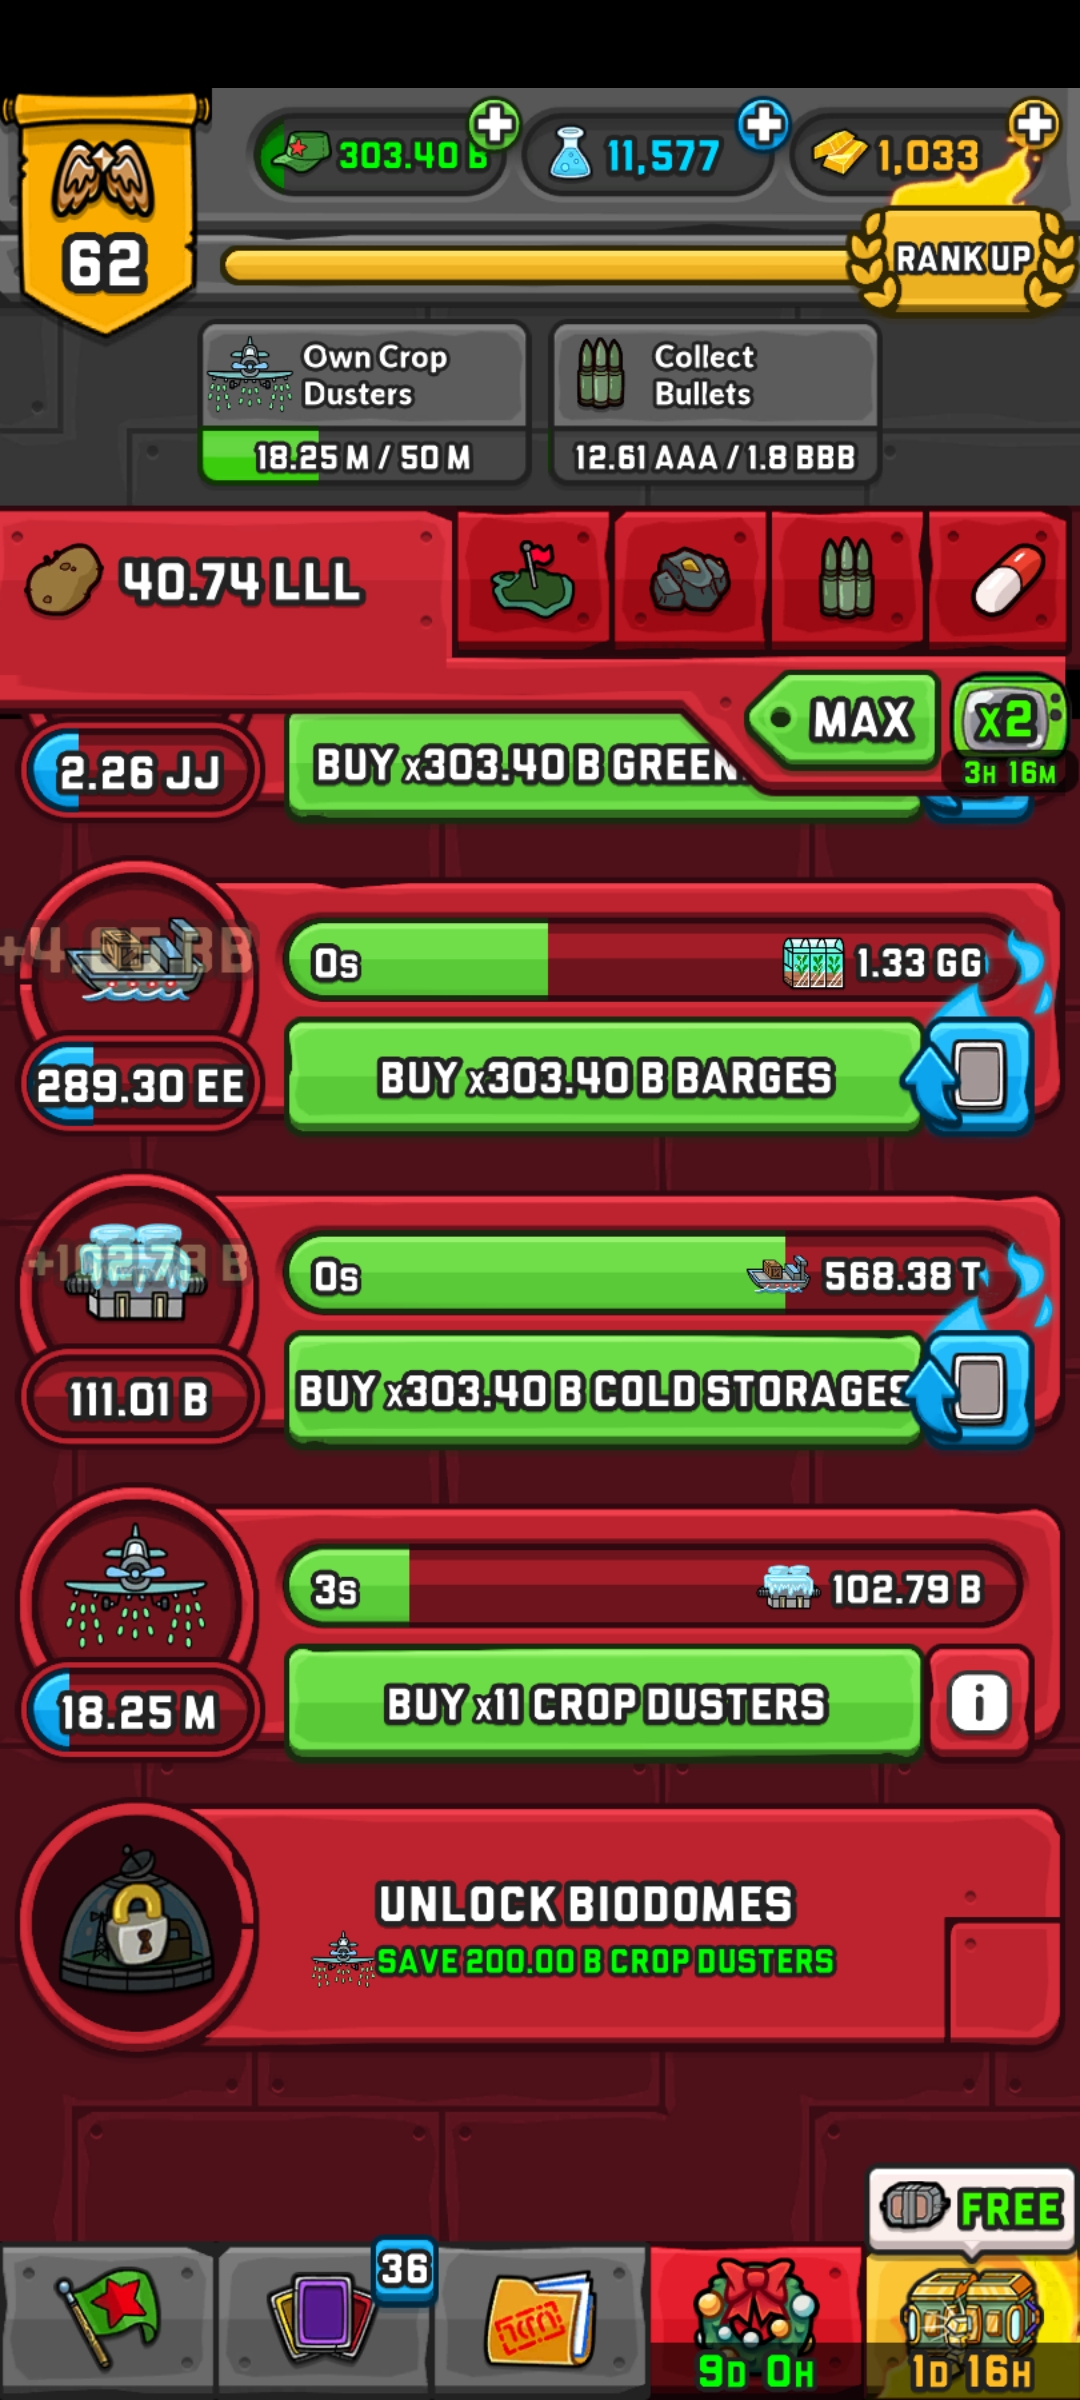 303.40 B
11,577
1,033
62
RANK UP
Own Crop
Dusters
18.25 M / 50 M
Collect
Bullets
12.61 AAA / 1.8 BBB
40.74 LLL
MAX
x2
3H 16M
2.26 JJ
BUY x303.40 B GREEN
0s
1.33 GG
289.30 EE
BUY x303.40 B BARGES
+102.79 B
0s
568.38 T
111.01 B
BUY x303.40 B COLD STORAGES
3s
102.79 B
18.25 M
BUY x11 CROP DUSTERS
i
UNLOCK BIODOMES
SAVE 200.00 B CROP DUSTERS
FREE
36
9D 0H
1D 16H